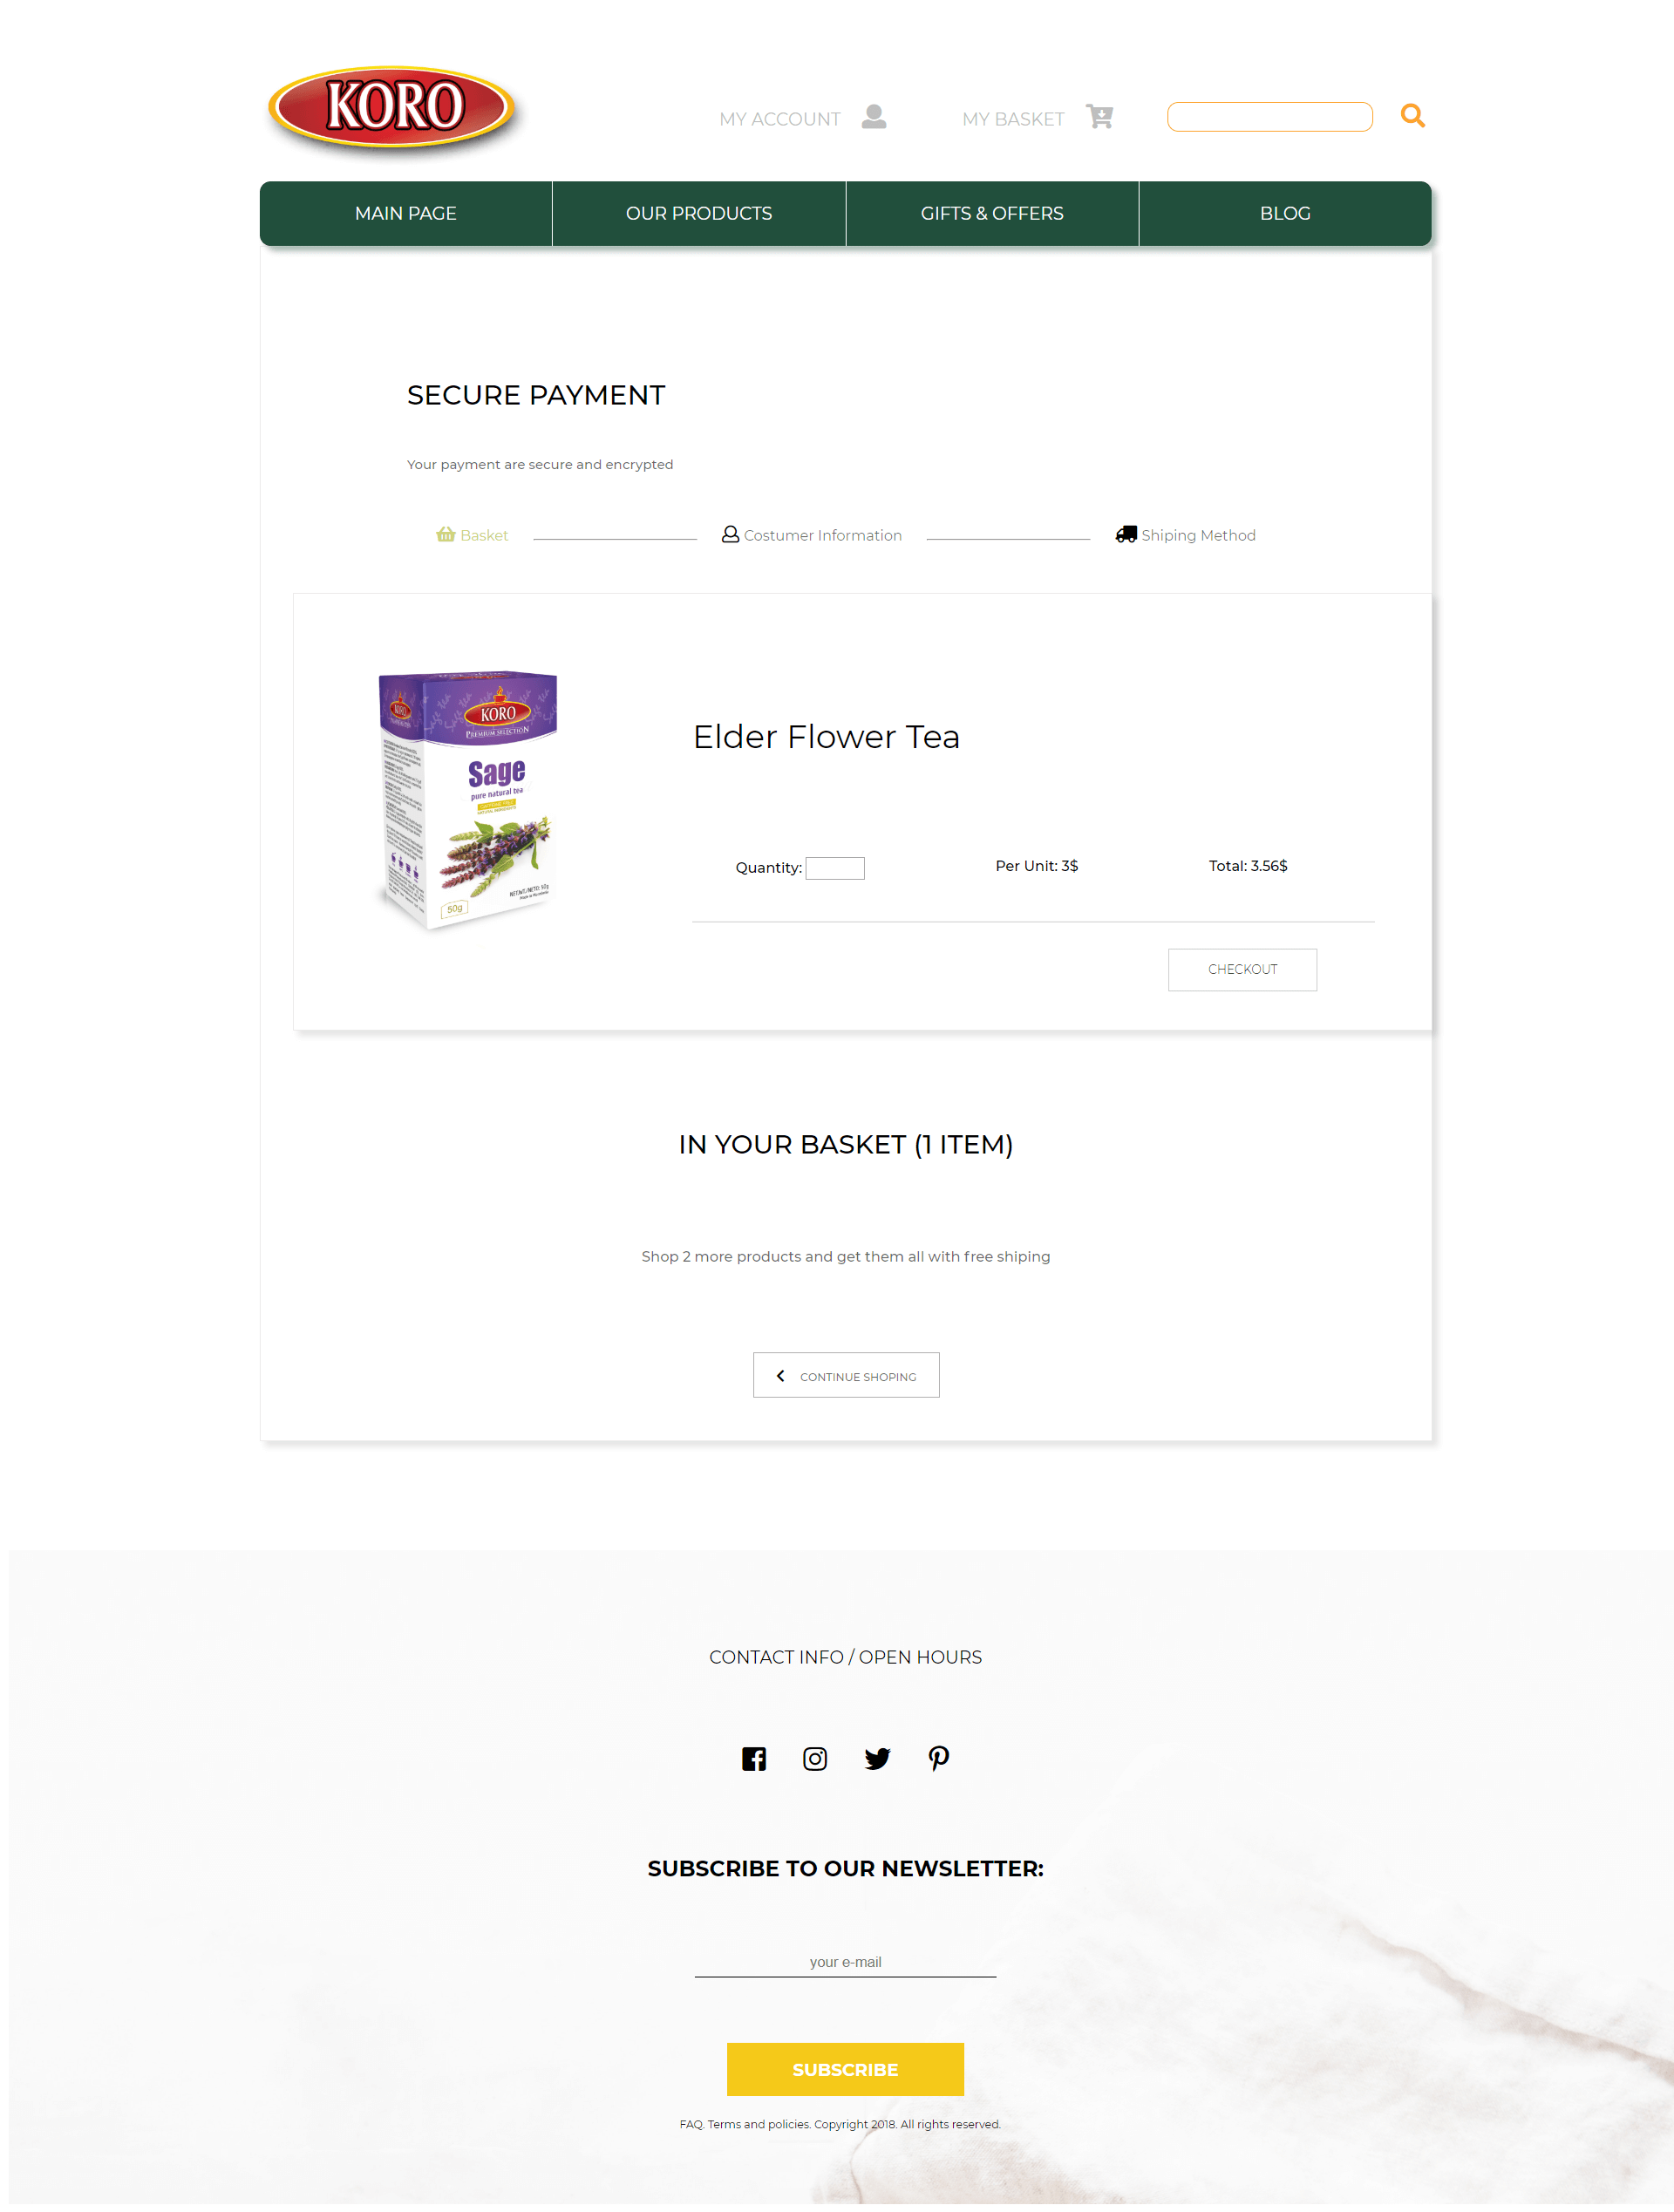 KORO
MY ACCOUNT
MY BASKET
MAIN PAGE
OUR PRODUCTS
GIFTS & OFFERS
BLOG
SECURE PAYMENT
Your payment are secure and encrypted
Basket
Costumer Information
Shiping Method
KORO
KORO
PREMIUM SELECTION
Sage
pure natural tea
50g
Elder Flower Tea
Quantity:
Per Unit: 3$
Total: 3.56$
CHECKOUT
IN YOUR BASKET (1 ITEM)
Shop 2 more products and get them all with free shiping
CONTINUE SHOPING
CONTACT INFO / OPEN HOURS
SUBSCRIBE TO OUR NEWSLETTER:
your e-mail
SUBSCRIBE
FAQ. Terms and policies. Copyright 2018. All rights reserved.